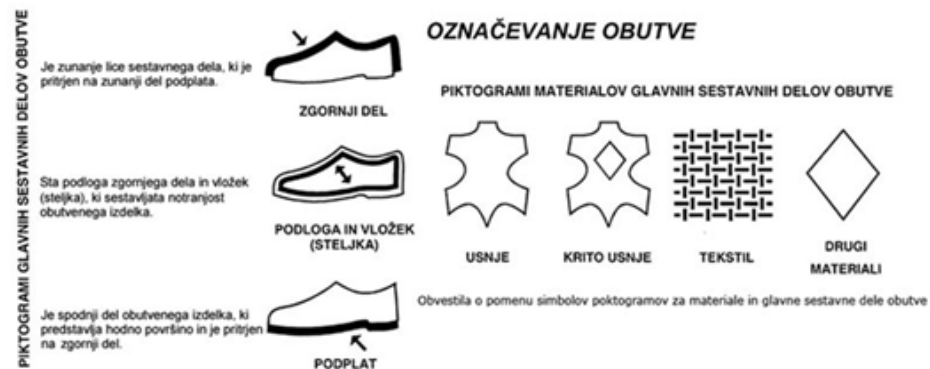 PIKTOGRAMI GLAVNIH SESTAVNIH DELOV OBUTVE
Je zunanje lice sestavnega dela, ki je
pritrjen na zunanji del podplata.
ZGORNJI DEL
Sta podloga zgornjega dela in vložek
(steljka), ki sestavljata notranjost
obutvenega izdelka.
PODLOGA IN VLOŽEK
(STELJKA)
Je spodnji del obutvenega izdelka, ki
predstavlja hodno površino in je pritrjen
na zgornji del.
PODPLAT
OZNAČEVANJE OBUTVE
PIKTOGRAMI MATERIALOV GLAVNIH SESTAVNIH DELOV OBUTVE
USNJE
KRITO USNJE
TEKSTIL
DRUGI
MATERIALI
Obvestila o pomenu simbolov poktogramov za materiale in glavne sestavne dele obutve